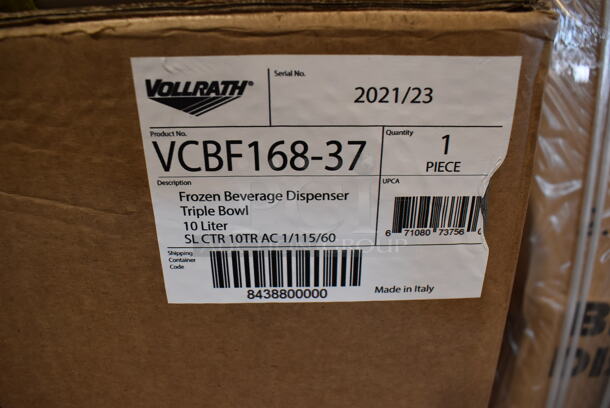 VOLLRATH®
Serial No.
2021/23
Product No.
VCBF168-37
Quantity
1
PIECE
Description
Frozen Beverage Dispenser
Triple Bowl
10 Liter
SL CTR 10TR AC 1/115/60
UPCA
6 71080 73756 0
Shipping
Container
Code
8438800000
Made in Italy
GROUP